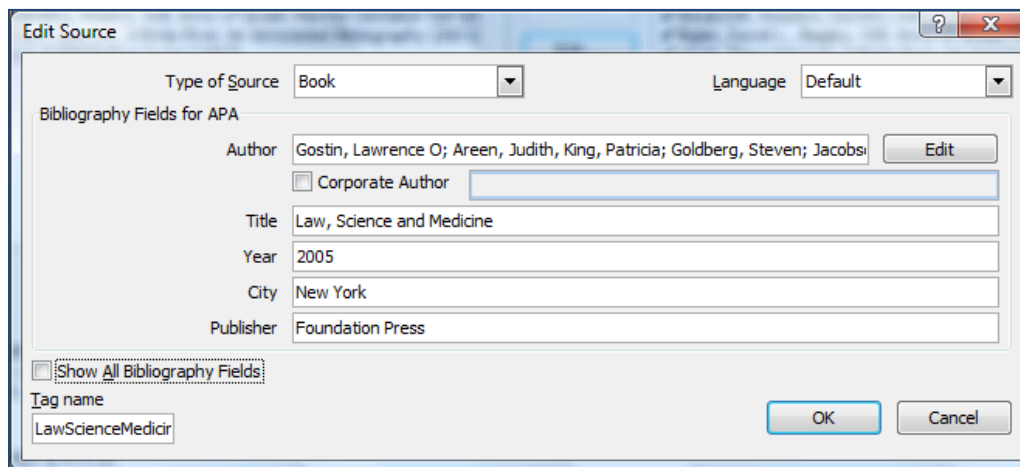 Edit Source
Type of Source Book Language Default
Bibliography Fields for APA
Author Gostin, Lawrence O; Areen, Judith, King, Patricia; Goldberg, Steven; Jacobs Edit
Corporate Author
Title Law, Science and Medicine
Year 2005
City New York
Publisher Foundation Press
Show All Bibliography Fields
Tag name
LawScienceMedicir OK Cancel